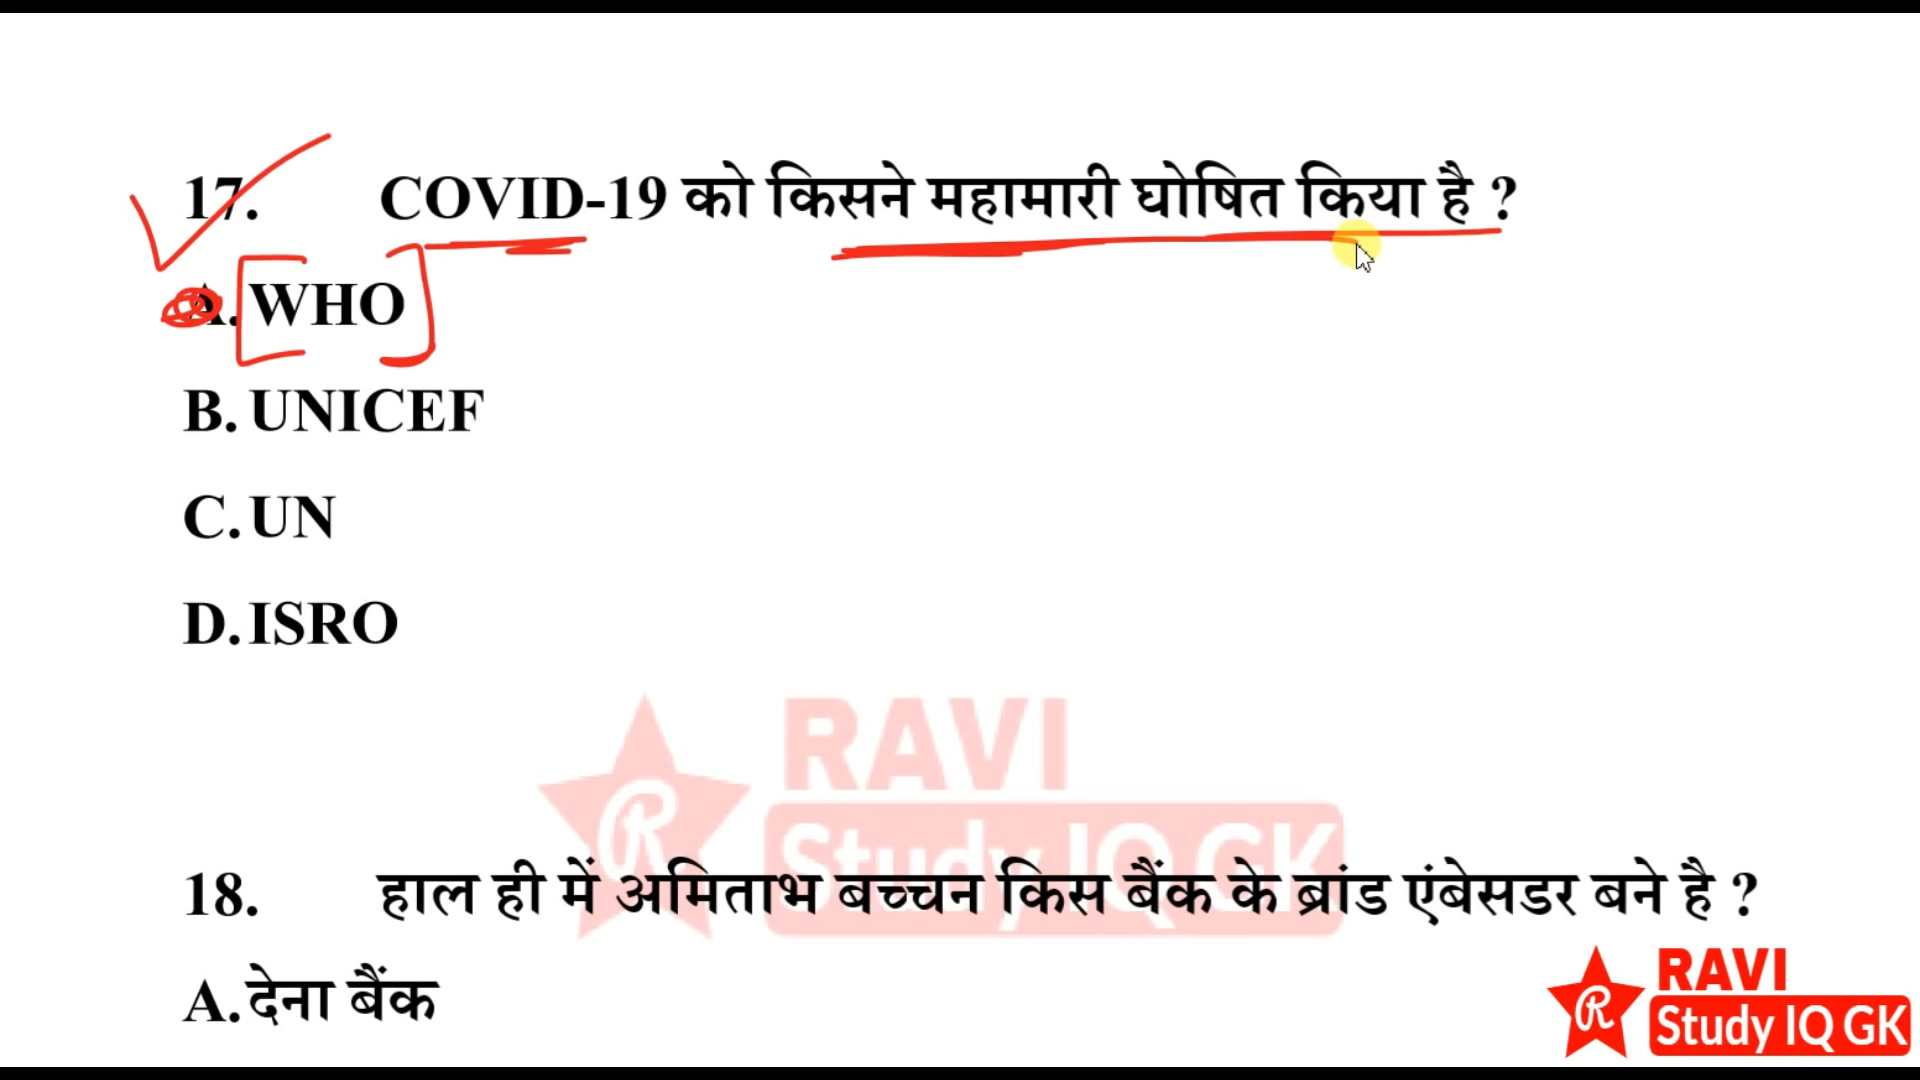 17. COVID-19 को किसने महामारी घोषित किया है ?
A. WHO
B. UNICEF
C. UN
D. ISRO
RAVI
Study IQ GK
18. हाल ही में अमिताभ बच्चन किस बैंक के ब्रांड एंबेसडर बने है ?
A. देना बैंक
R RAVI
Study IQ GK